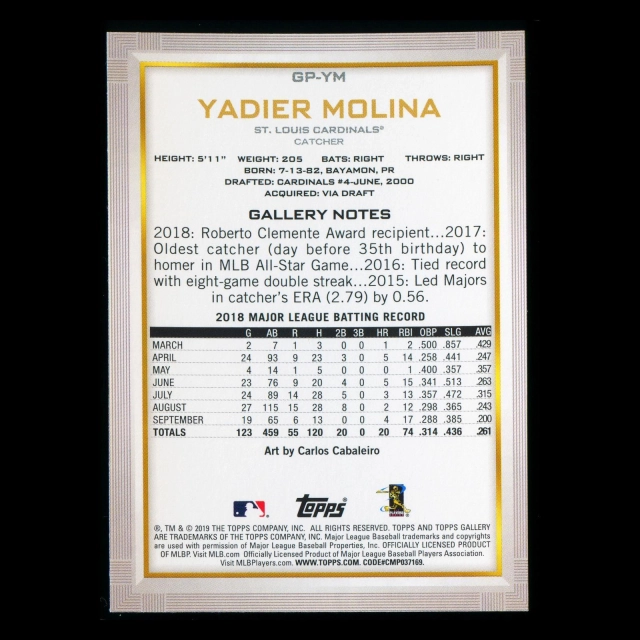 GP-YM
YADIER MOLINA
ST. LOUIS CARDINALS®
CATCHER
HEIGHT: 5'11" WEIGHT: 205 BATS: RIGHT THROWS: RIGHT
BORN: 7-13-82, BAYAMON, PR
DRAFTED: CARDINALS #4-JUNE, 2000
ACQUIRED: VIA DRAFT
GALLERY NOTES
2018: Roberto Clemente Award recipient...2017:
Oldest catcher (day before 35th birthday) to
homer in MLB All-Star Game...2016: Tied record
with eight-game double streak...2015: Led Majors
in catcher's ERA (2.79) by 0.56.
2018 MAJOR LEAGUE BATTING RECORD
G AB R H 2B 3B HR RBI OBP SLG AVG
MARCH 2 7 1 3 0 0 1 2 .500 .857 .429
APRIL 24 93 9 23 3 0 5 14 .258 .441 .247
MAY 4 14 1 5 0 0 0 1 .400 .357 .357
JUNE 23 76 9 20 4 0 5 15 .341 .513 .263
JULY 24 89 14 28 5 0 3 13 .357 .472 .315
AUGUST 27 115 15 28 8 0 2 12 .298 .365 .243
SEPTEMBER 19 65 6 13 0 0 4 17 .288 .385 .200
TOTALS 123 459 55 120 20 0 20 74 .314 .436 .261
Art by Carlos Cabaleiro
Topps
®, TM & © 2019 THE TOPPS COMPANY, INC. ALL RIGHTS RESERVED. TOPPS AND TOPPS GALLERY
ARE TRADEMARKS OF THE TOPPS COMPANY, INC. Major League Baseball trademarks and copyrights
are used with permission of Major League Baseball Properties, Inc. OFFICIALLY LICENSED PRODUCT
OF MLBP. Visit MLB.com Officially Licensed Product of Major League Baseball Players Association.
Visit MLBPlayers.com. WWW.TOPPS.COM. CODE#CMP037169.